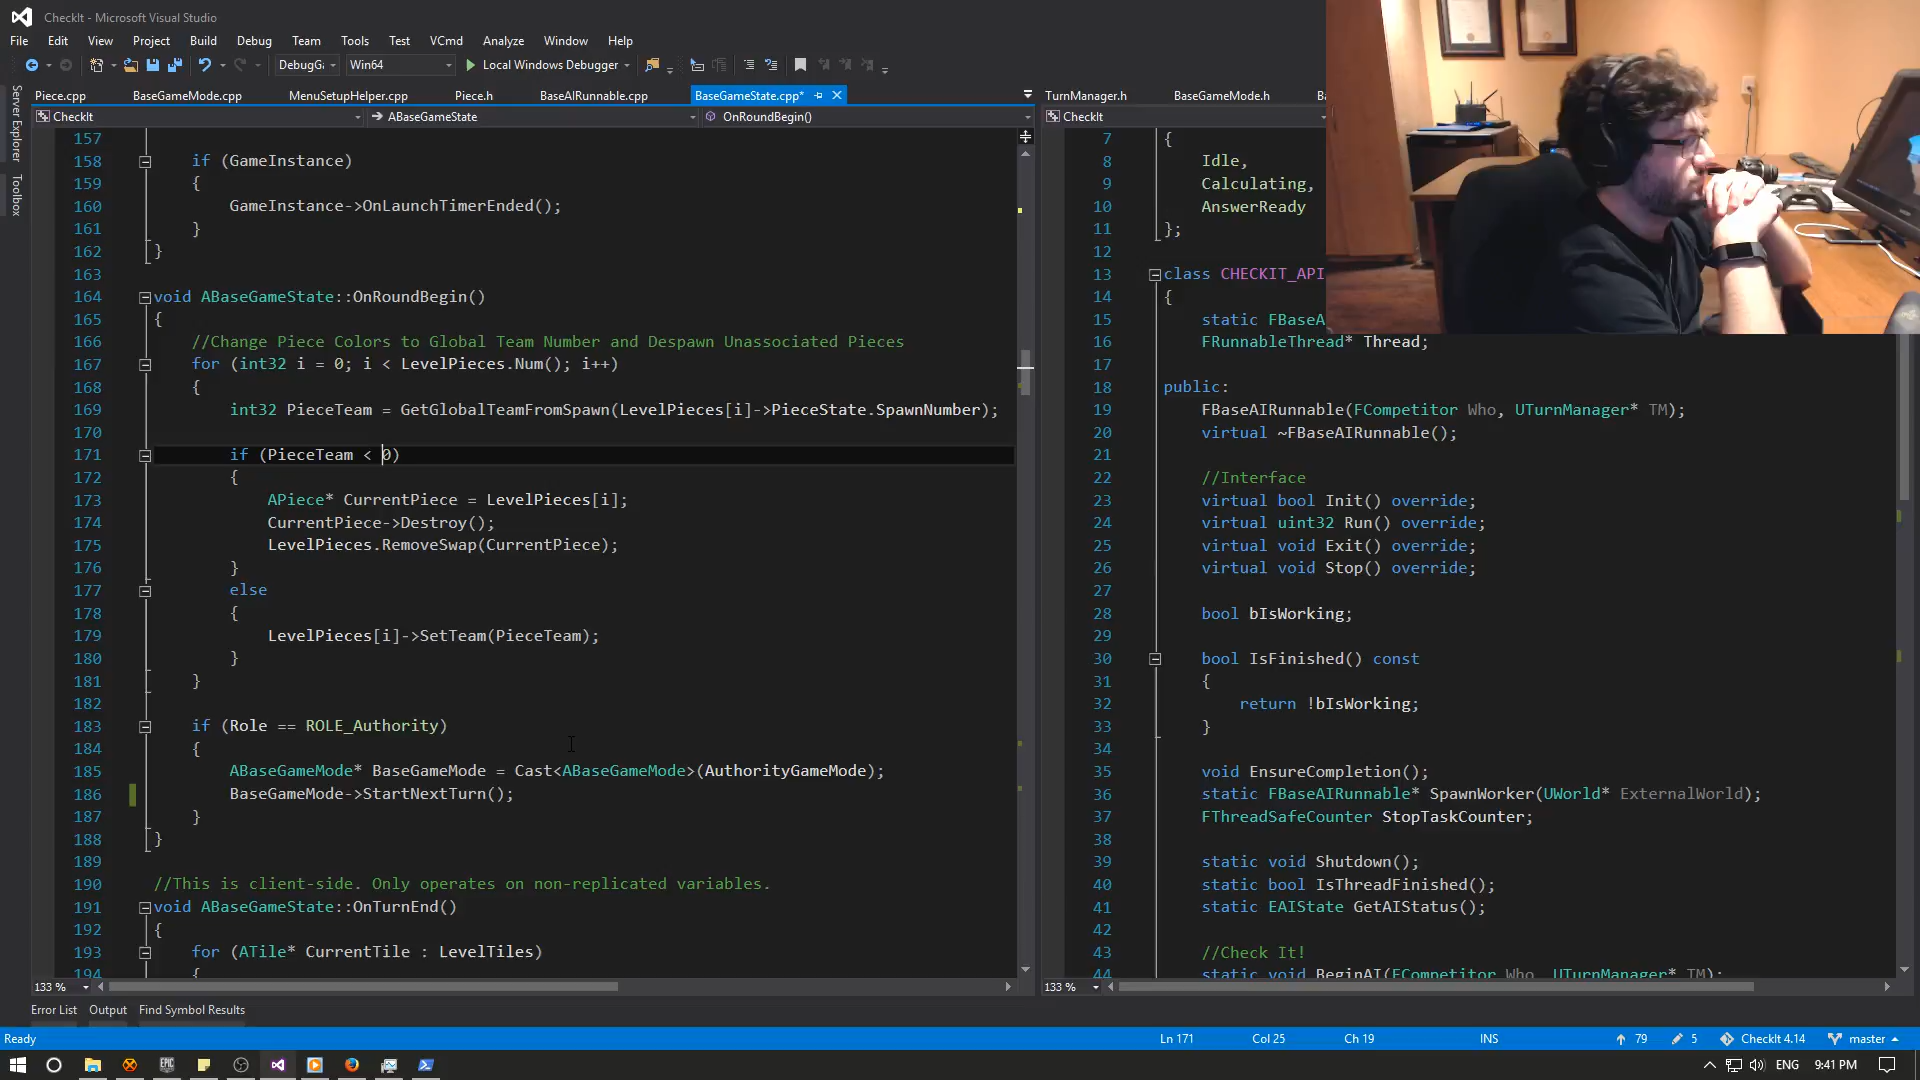 CheckIt - Microsoft Visual Studio
File Edit View Project Build Debug Team Tools Test VCmd Analyze Window Help
DebugG Win64 Local Windows Debugger
Server Explorer
Toolbox
Piece.cpp BaseGameMode.cpp MenuSetupHelper.cpp Piece.h BaseAIRunnable.cpp BaseGameState.cpp*
CheckIt ABaseGameState OnRoundBegin()
157
158 if (GameInstance)
159 {
160 GameInstance->OnLaunchTimerEnded();
161 }
162 }
163
164 void ABaseGameState::OnRoundBegin()
165 {
166 //Change Piece Colors to Global Team Number and Despawn Unassociated Pieces
167 for (int32 i = 0; i < LevelPieces.Num(); i++)
168 {
169 int32 PieceTeam = GetGlobalTeamFromSpawn(LevelPieces[i]->PieceState.SpawnNumber);
170
171 if (PieceTeam < 0)
172 {
173 APiece* CurrentPiece = LevelPieces[i];
174 CurrentPiece->Destroy();
175 LevelPieces.RemoveSwap(CurrentPiece);
176 }
177 else
178 {
179 LevelPieces[i]->SetTeam(PieceTeam);
180 }
181 }
182
183 if (Role == ROLE_Authority)
184 {
185 ABaseGameMode* BaseGameMode = Cast<ABaseGameMode>(AuthorityGameMode);
186 BaseGameMode->StartNextTurn();
187 }
188 }
189
190 //This is client-side. Only operates on non-replicated variables.
191 void ABaseGameState::OnTurnEnd()
192 {
193 for (ATile* CurrentTile : LevelTiles)
194 {
133 %
TurnManager.h BaseGameMode.h
CheckIt
7 {
8 Idle,
9 Calculating,
10 AnswerReady
11 };
12
13 class CHECKIT_API
14 {
15 static FBaseA
16 FRunnableThread* Thread;
17
18 public:
19 FBaseAIRunnable(FCompetitor Who, UTurnManager* TM);
20 virtual ~FBaseAIRunnable();
21
22 //Interface
23 virtual bool Init() override;
24 virtual uint32 Run() override;
25 virtual void Exit() override;
26 virtual void Stop() override;
27
28 bool bIsWorking;
29
30 bool IsFinished() const
31 {
32 return !bIsWorking;
33 }
34
35 void EnsureCompletion();
36 static FBaseAIRunnable* SpawnWorker(UWorld* ExternalWorld);
37 FThreadSafeCounter StopTaskCounter;
38
39 static void Shutdown();
40 static bool IsThreadFinished();
41 static EAIState GetAIStatus();
42
43 //Check It!
44 static void BeginAI(FCompetitor Who, UTurnManager* TM);
133 %
Error List Output Find Symbol Results
Ready Ln 171 Col 25 Ch 19 INS 79 5 CheckIt 4.14 master
EPIC ENG 9:41 PM